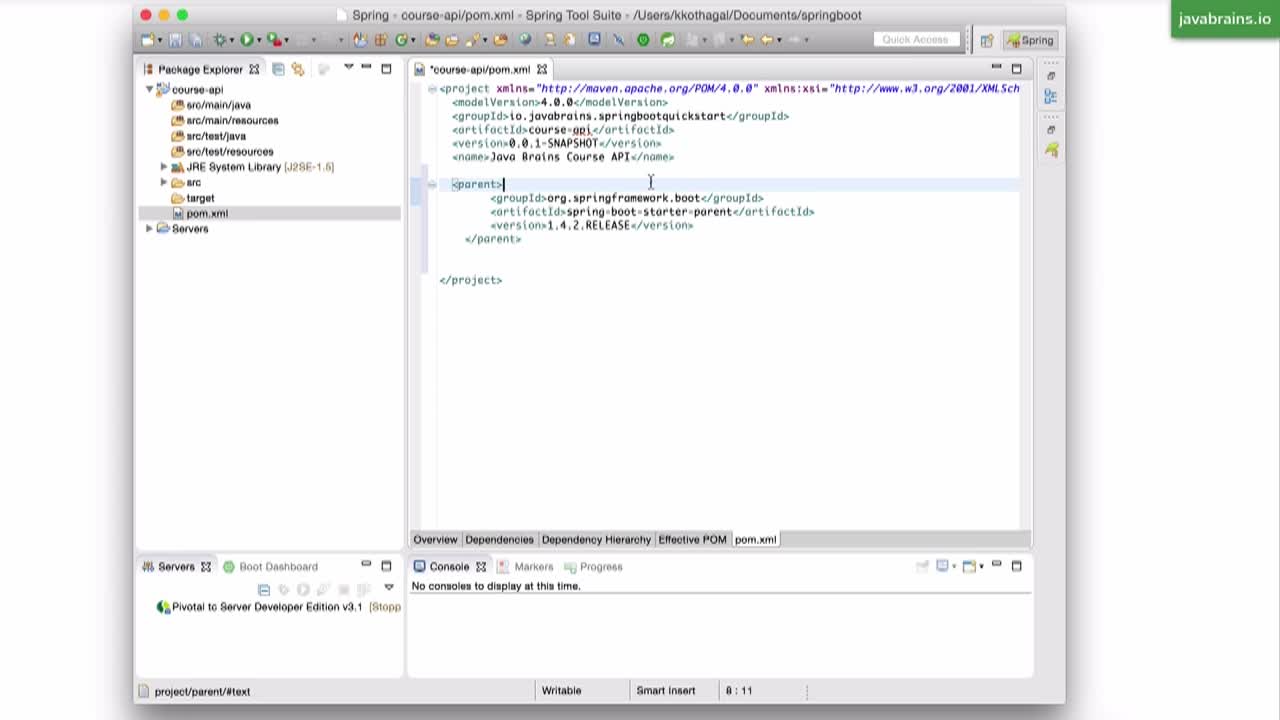 javabrains.io
Spring - course-api/pom.xml - Spring Tool Suite - /Users/kkothagal/Documents/springboot
Quick Access
Spring
Package Explorer
course-api
src/main/java
src/main/resources
src/test/java
src/test/resources
JRE System Library [J2SE-1.5]
src
target
pom.xml
Servers
*course-api/pom.xml
<project xmlns="http://maven.apache.org/POM/4.0.0" xmlns:xsi="http://www.w3.org/2001/XMLSch
<modelVersion>4.0.0</modelVersion>
<groupId>io.javabrains.springbootquickstart</groupId>
<artifactId>course-api</artifactId>
<version>0.0.1-SNAPSHOT</version>
<name>Java Brains Course API</name>
<parent>
<groupId>org.springframework.boot</groupId>
<artifactId>spring-boot-starter-parent</artifactId>
<version>1.4.2.RELEASE</version>
</parent>
</project>
Overview Dependencies Dependency Hierarchy Effective POM pom.xml
Servers Boot Dashboard
Pivotal tc Server Developer Edition v3.1 [Stopp
Console Markers Progress
No consoles to display at this time.
project/parent/#text
Writable
Smart Insert
8 : 11